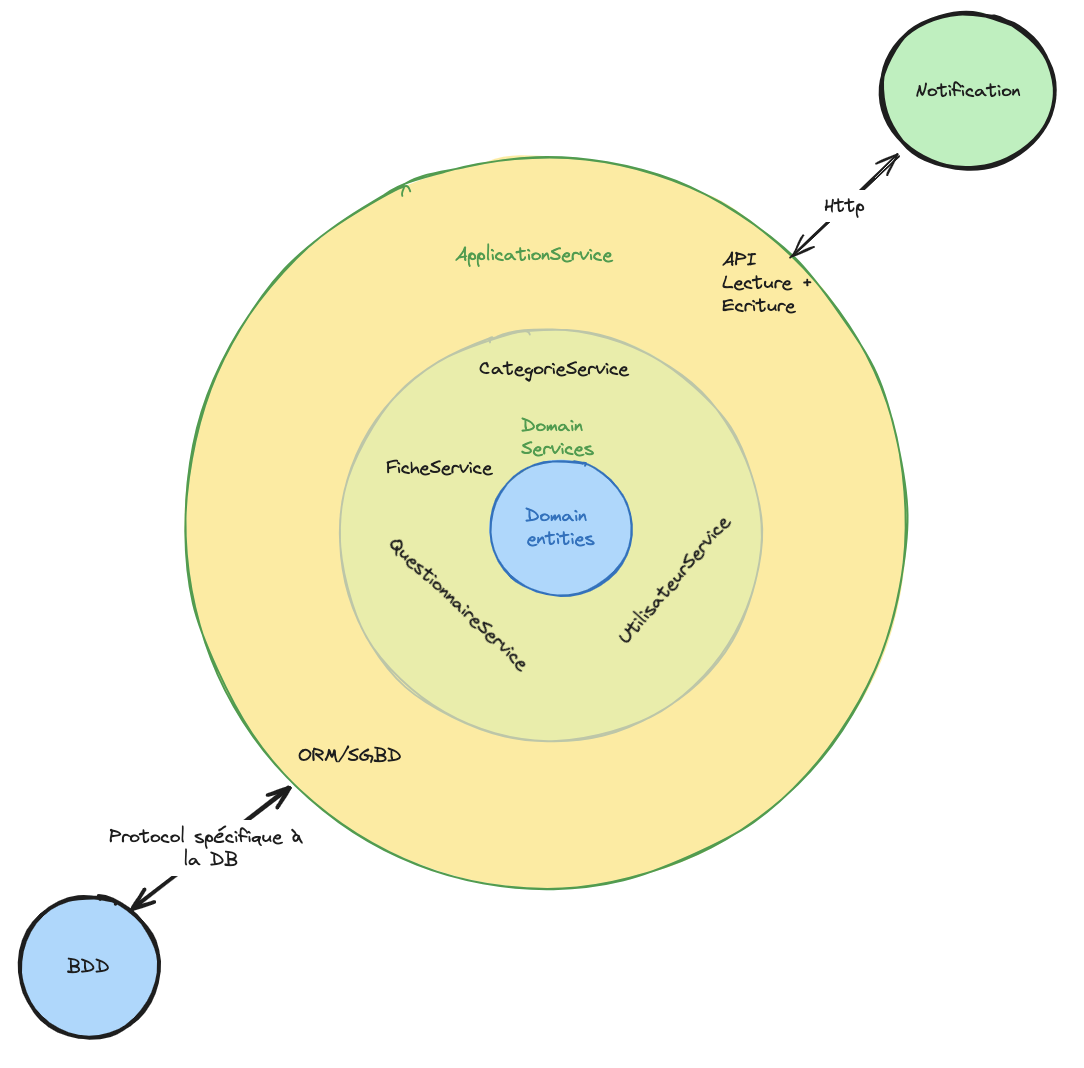 Notification
Http
ApplicationService
API
Lecture +
Ecriture
CategorieService
Domain
Services
FicheService
Domain
entities
QuestionnaireService
UtilisateurService
ORM/SGBD
Protocol spécifique à
la DB
BDD